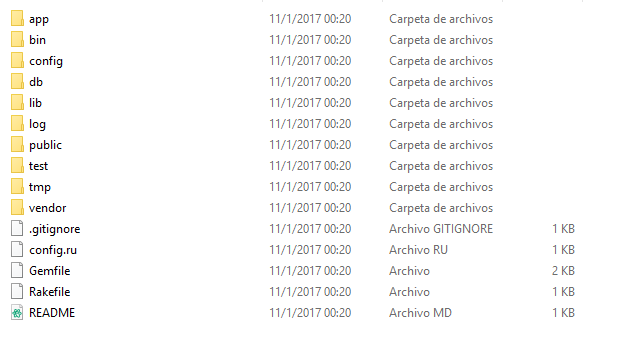 app 11/1/2017 00:20 Carpeta de archivos
bin 11/1/2017 00:20 Carpeta de archivos
config 11/1/2017 00:20 Carpeta de archivos
db 11/1/2017 00:20 Carpeta de archivos
lib 11/1/2017 00:20 Carpeta de archivos
log 11/1/2017 00:20 Carpeta de archivos
public 11/1/2017 00:20 Carpeta de archivos
test 11/1/2017 00:20 Carpeta de archivos
tmp 11/1/2017 00:20 Carpeta de archivos
vendor 11/1/2017 00:20 Carpeta de archivos
.gitignore 11/1/2017 00:20 Archivo GITIGNORE 1 KB
config.ru 11/1/2017 00:20 Archivo RU 1 KB
Gemfile 11/1/2017 00:20 Archivo 2 KB
Rakefile 11/1/2017 00:20 Archivo 1 KB
README 11/1/2017 00:20 Archivo MD 1 KB